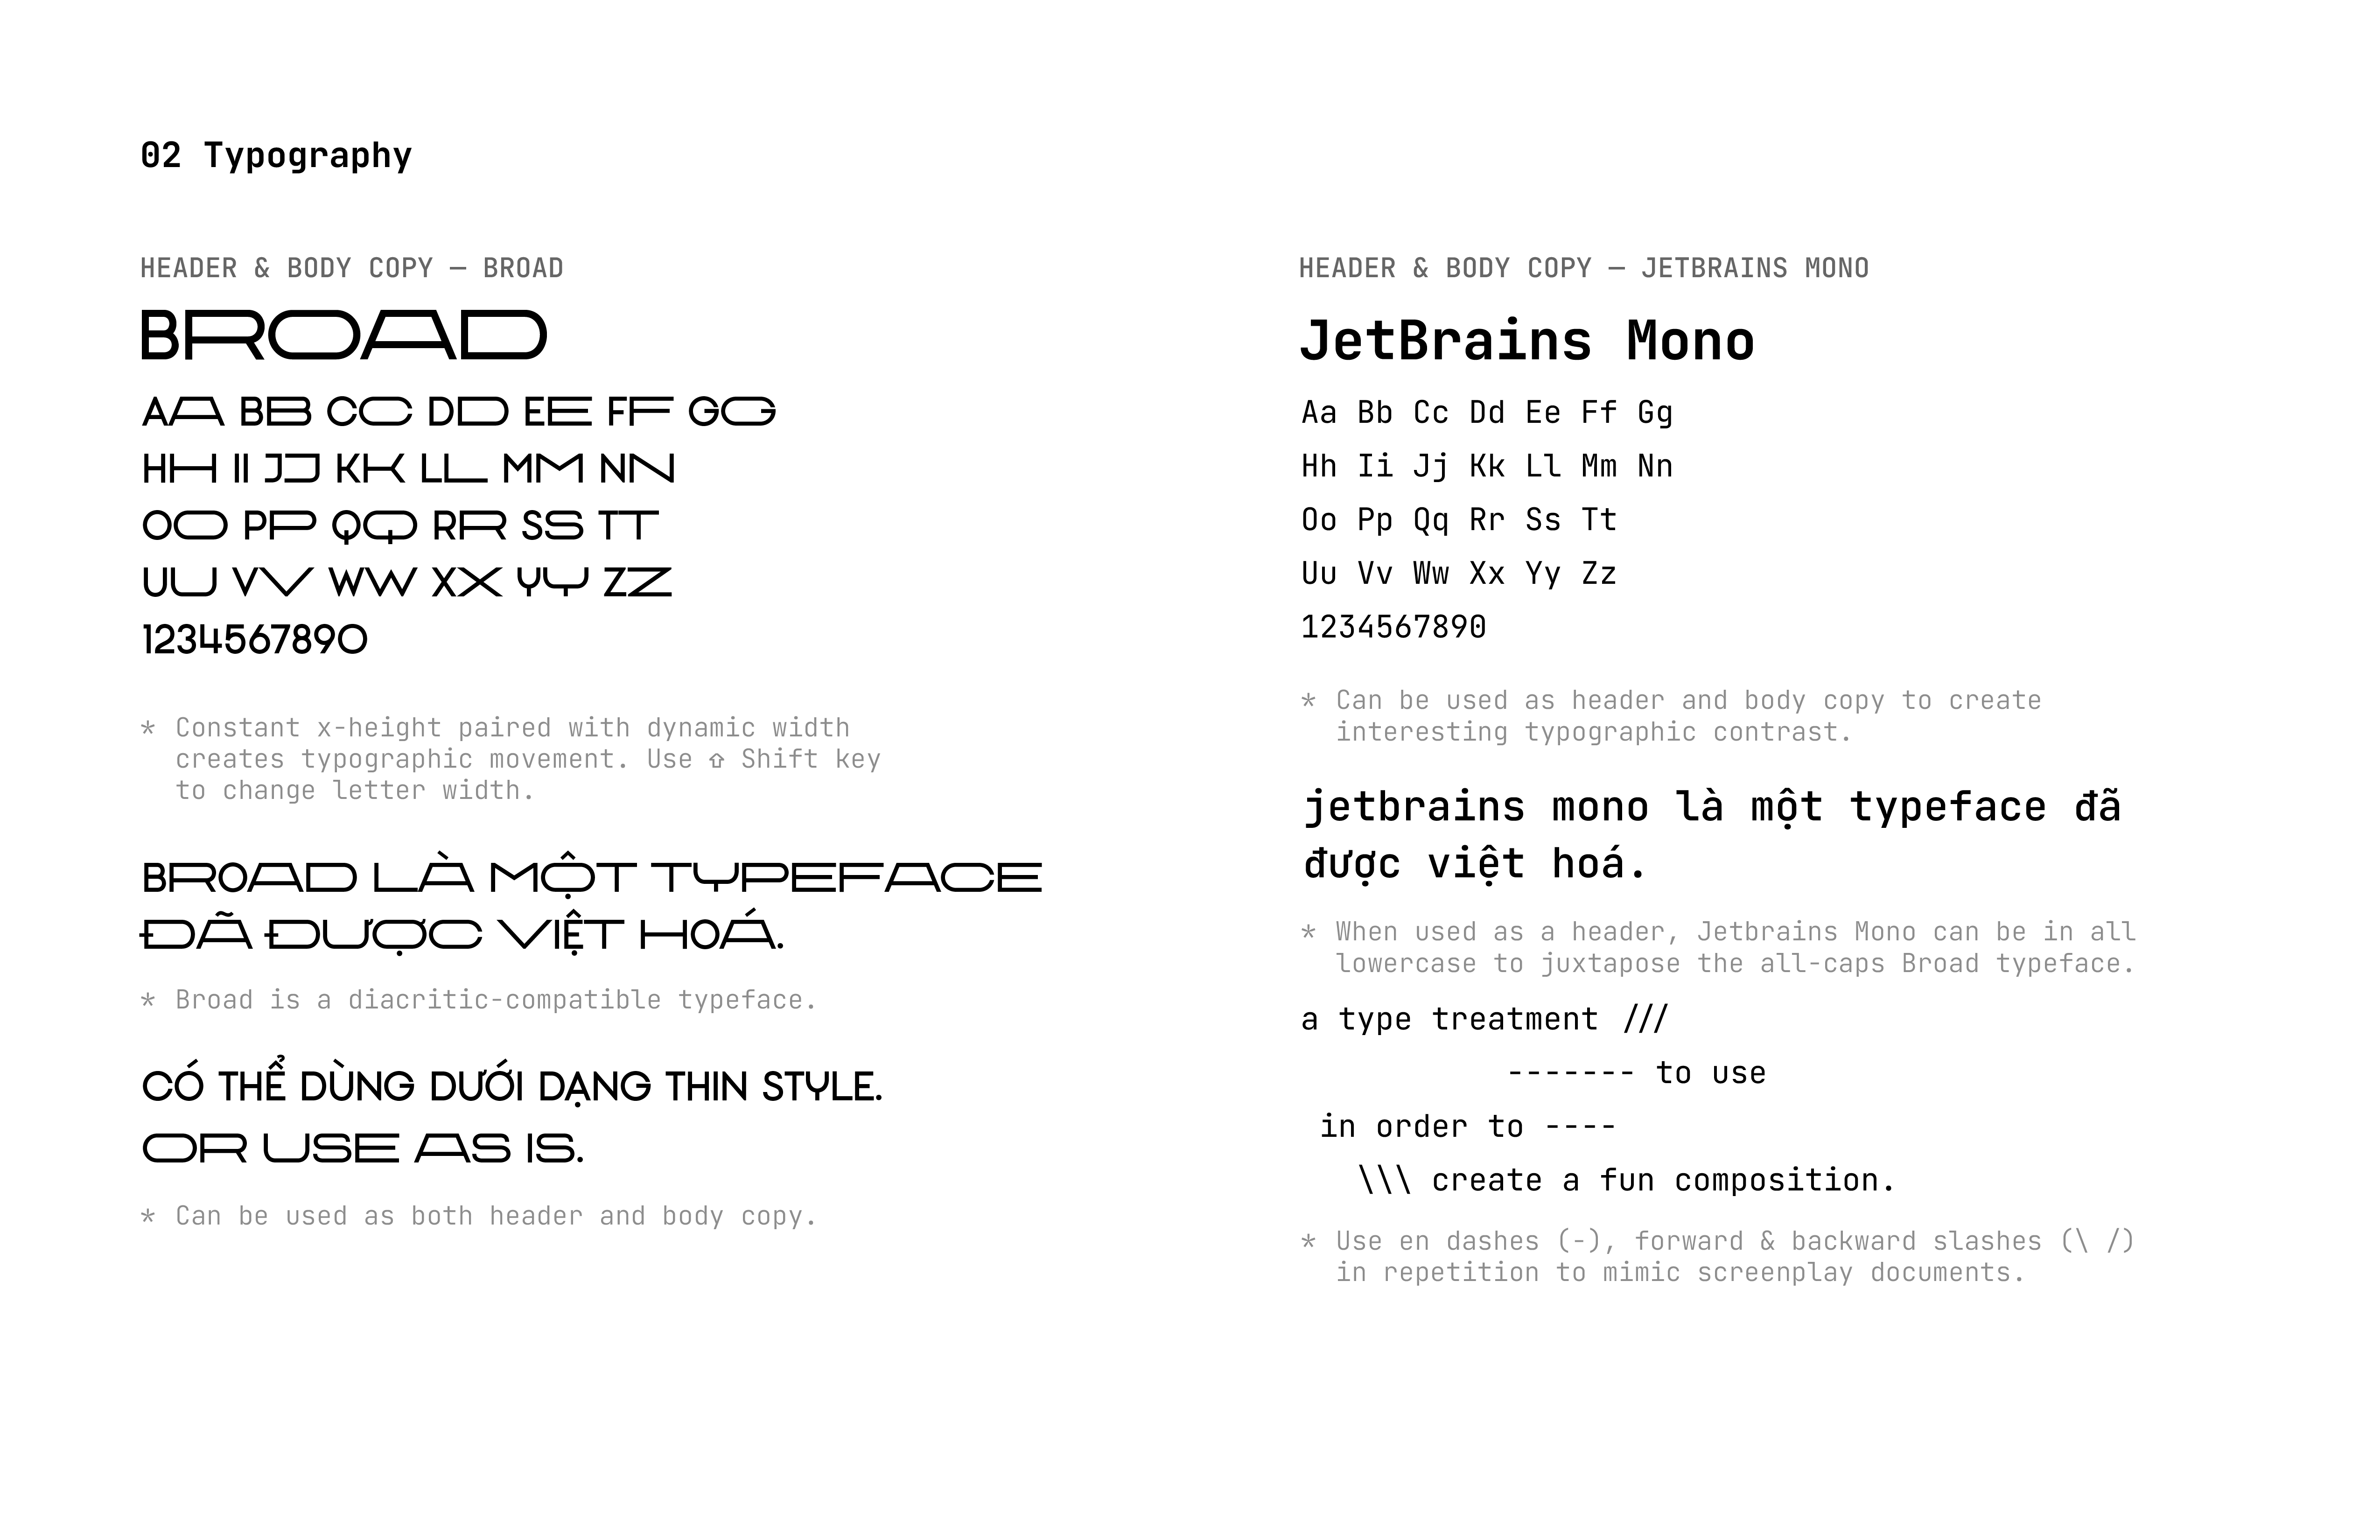 02 Typography
HEADER & BODY COPY — BROAD
BROAD
AA BB CC DD EE FF GG
HH II JJ KK LL MM NN
OO PP QQ RR SS TT
UU VV WW XX YY ZZ
1234567890
* Constant x-height paired with dynamic width
creates typographic movement. Use ⇧ Shift key
to change letter width.
BROAD LÀ MỘT TYPEFACE
ĐÃ ĐƯỢC VIỆT HOÁ.
* Broad is a diacritic-compatible typeface.
CÓ THỂ DÙNG DƯỚI DẠNG THIN STYLE.
OR USE AS IS.
* Can be used as both header and body copy.
HEADER & BODY COPY — JETBRAINS MONO
JetBrains Mono
Aa Bb Cc Dd Ee Ff Gg
Hh Ii Jj Kk Ll Mm Nn
Oo Pp Qq Rr Ss Tt
Uu Vv Ww Xx Yy Zz
1234567890
* Can be used as header and body copy to create
interesting typographic contrast.
jetbrains mono là một typeface đã
được việt hoá.
* When used as a header, Jetbrains Mono can be in all
lowercase to juxtapose the all-caps Broad typeface.
a type treatment ///
------- to use
in order to ----
\\\ create a fun composition.
* Use en dashes (-), forward & backward slashes (\ /)
in repetition to mimic screenplay documents.